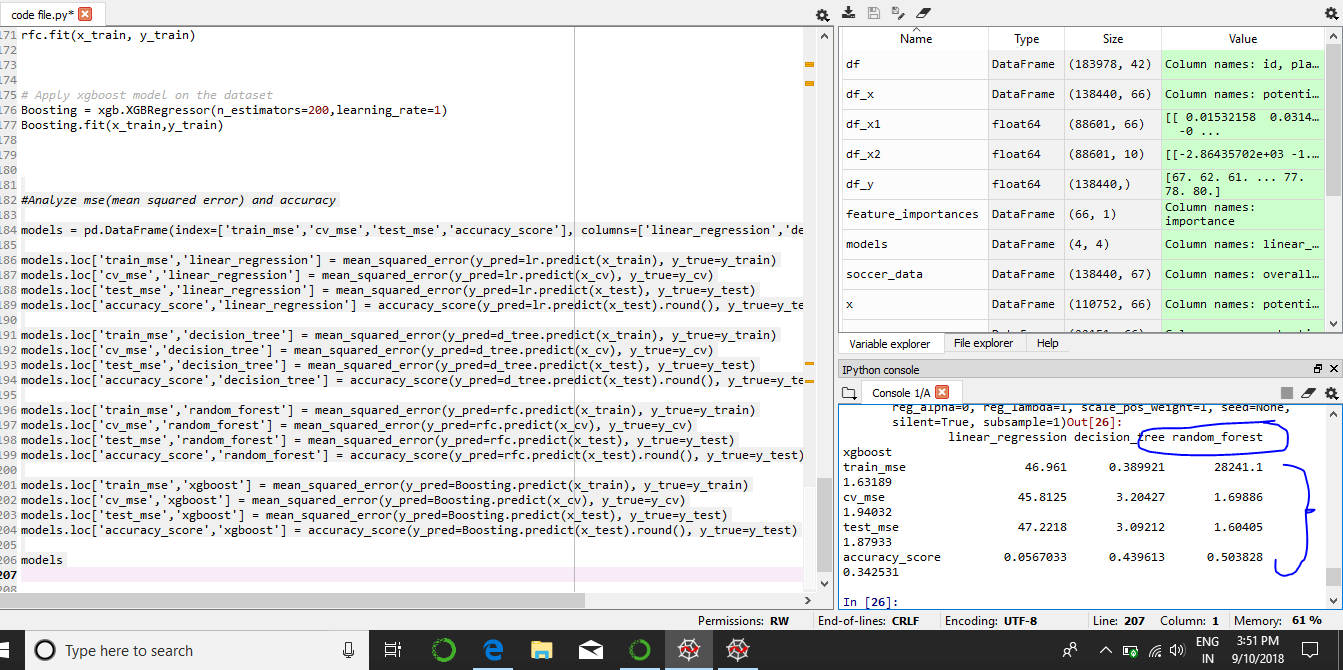 code file.py*
171 rfc.fit(x_train, y_train)
172
173
174
175 # Apply xgboost model on the dataset
176 Boosting = xgb.XGBRegressor(n_estimators=200,learning_rate=1)
177 Boosting.fit(x_train,y_train)
178
179
180
181
182 #Analyze mse(mean squared error) and accuracy
183
184 models = pd.DataFrame(index=['train_mse','cv_mse','test_mse','accuracy_score'], columns=['linear_regression','de
185
186 models.loc['train_mse','linear_regression'] = mean_squared_error(y_pred=lr.predict(x_train), y_true=y_train)
187 models.loc['cv_mse','linear_regression'] = mean_squared_error(y_pred=lr.predict(x_cv), y_true=y_cv)
188 models.loc['test_mse','linear_regression'] = mean_squared_error(y_pred=lr.predict(x_test), y_true=y_test)
189 models.loc['accuracy_score','linear_regression'] = accuracy_score(y_pred=lr.predict(x_test).round(), y_true=y_te
190
191 models.loc['train_mse','decision_tree'] = mean_squared_error(y_pred=d_tree.predict(x_train), y_true=y_train)
192 models.loc['cv_mse','decision_tree'] = mean_squared_error(y_pred=d_tree.predict(x_cv), y_true=y_cv)
193 models.loc['test_mse','decision_tree'] = mean_squared_error(y_pred=d_tree.predict(x_test), y_true=y_test)
194 models.loc['accuracy_score','decision_tree'] = accuracy_score(y_pred=d_tree.predict(x_test).round(), y_true=y_te
195
196 models.loc['train_mse','random_forest'] = mean_squared_error(y_pred=rfc.predict(x_train), y_true=y_train)
197 models.loc['cv_mse','random_forest'] = mean_squared_error(y_pred=rfc.predict(x_cv), y_true=y_cv)
198 models.loc['test_mse','random_forest'] = mean_squared_error(y_pred=rfc.predict(x_test), y_true=y_test)
199 models.loc['accuracy_score','random_forest'] = accuracy_score(y_pred=rfc.predict(x_test).round(), y_true=y_test)
200
201 models.loc['train_mse','xgboost'] = mean_squared_error(y_pred=Boosting.predict(x_train), y_true=y_train)
202 models.loc['cv_mse','xgboost'] = mean_squared_error(y_pred=Boosting.predict(x_cv), y_true=y_cv)
203 models.loc['test_mse','xgboost'] = mean_squared_error(y_pred=Boosting.predict(x_test), y_true=y_test)
204 models.loc['accuracy_score','xgboost'] = accuracy_score(y_pred=Boosting.predict(x_test).round(), y_true=y_test)
205
206 models
207
208
Name Type Size Value
df DataFrame (183978, 42) Column names: id, pla…
df_x DataFrame (138440, 66) Column names: potenti…
df_x1 float64 (88601, 66) [[ 0.01532158 0.0314…
-0 ...
df_x2 float64 (88601, 10) [[-2.86435702e+03 -1.…
df_y float64 (138440,) [67. 62. 61. ... 77.
78. 80.]
feature_importances DataFrame (66, 1) Column names:
importance
models DataFrame (4, 4) Column names: linear_…
soccer_data DataFrame (138440, 67) Column names: overall…
x DataFrame (110752, 66) Column names: potenti…
Variable explorer File explorer Help
IPython console
Console 1/A
reg_alpha=0, reg_lambda=1, scale_pos_weight=1, seed=None,
silent=True, subsample=1)Out[26]:
linear_regression decision_tree random_forest
xgboost
train_mse 46.961 0.389921 28241.1
1.63189
cv_mse 45.8125 3.20427 1.69886
1.94032
test_mse 47.2218 3.09212 1.60405
1.87933
accuracy_score 0.0567033 0.439613 0.503828
0.342531
In [26]:
Permissions: RW End-of-lines: CRLF Encoding: UTF-8 Line: 207 Column: 1 Memory: 61 %
Type here to search
ENG
IN
3:51 PM
9/10/2018